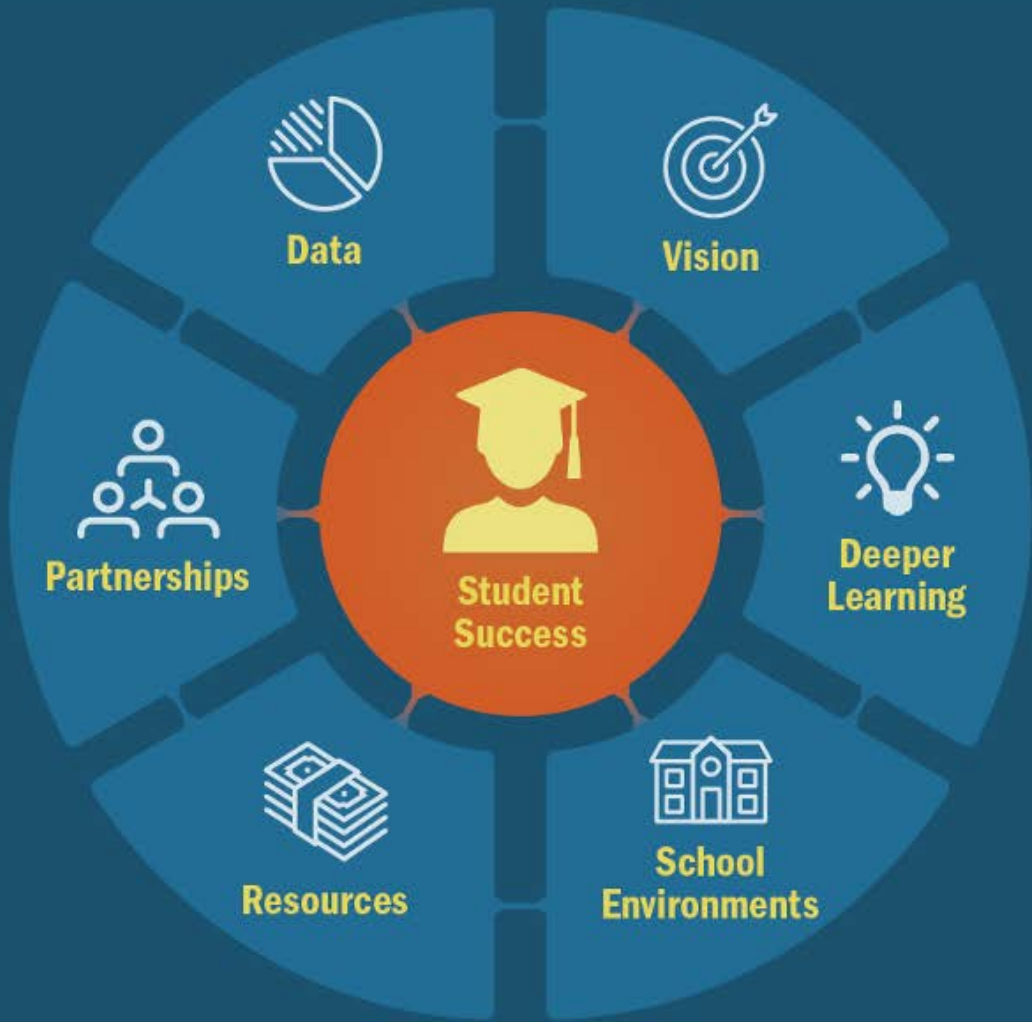 Data
Vision
Partnerships
Student
Success
Deeper
Learning
Resources
School
Environments